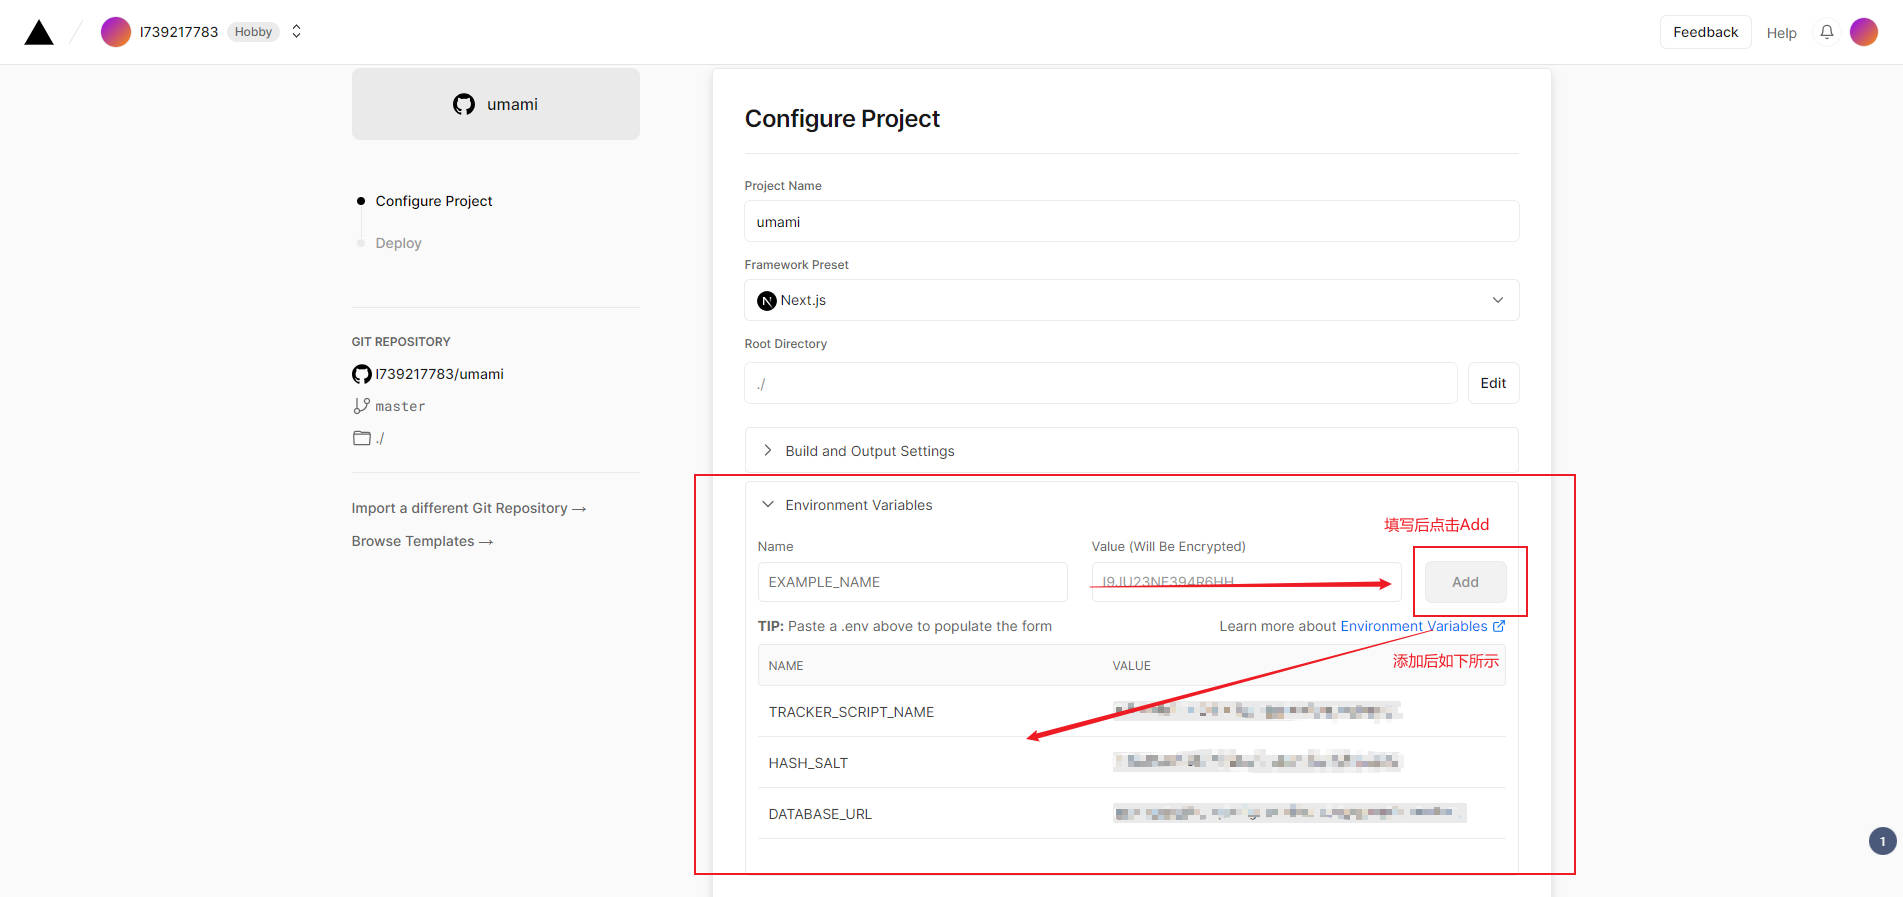 l739217783 Hobby
Feedback Help
umami
Configure Project
Deploy
GIT REPOSITORY
l739217783/umami
master
./
Import a different Git Repository →
Browse Templates →
Configure Project
Project Name
umami
Framework Preset
N Next.js
Root Directory
./ Edit
Build and Output Settings
Environment Variables
填写后点击Add
Name Value (Will Be Encrypted)
EXAMPLE_NAME I9JU23NF394R6HH Add
TIP: Paste a .env above to populate the form Learn more about Environment Variables
添加后如下所示
NAME VALUE
TRACKER_SCRIPT_NAME
HASH_SALT
DATABASE_URL
1